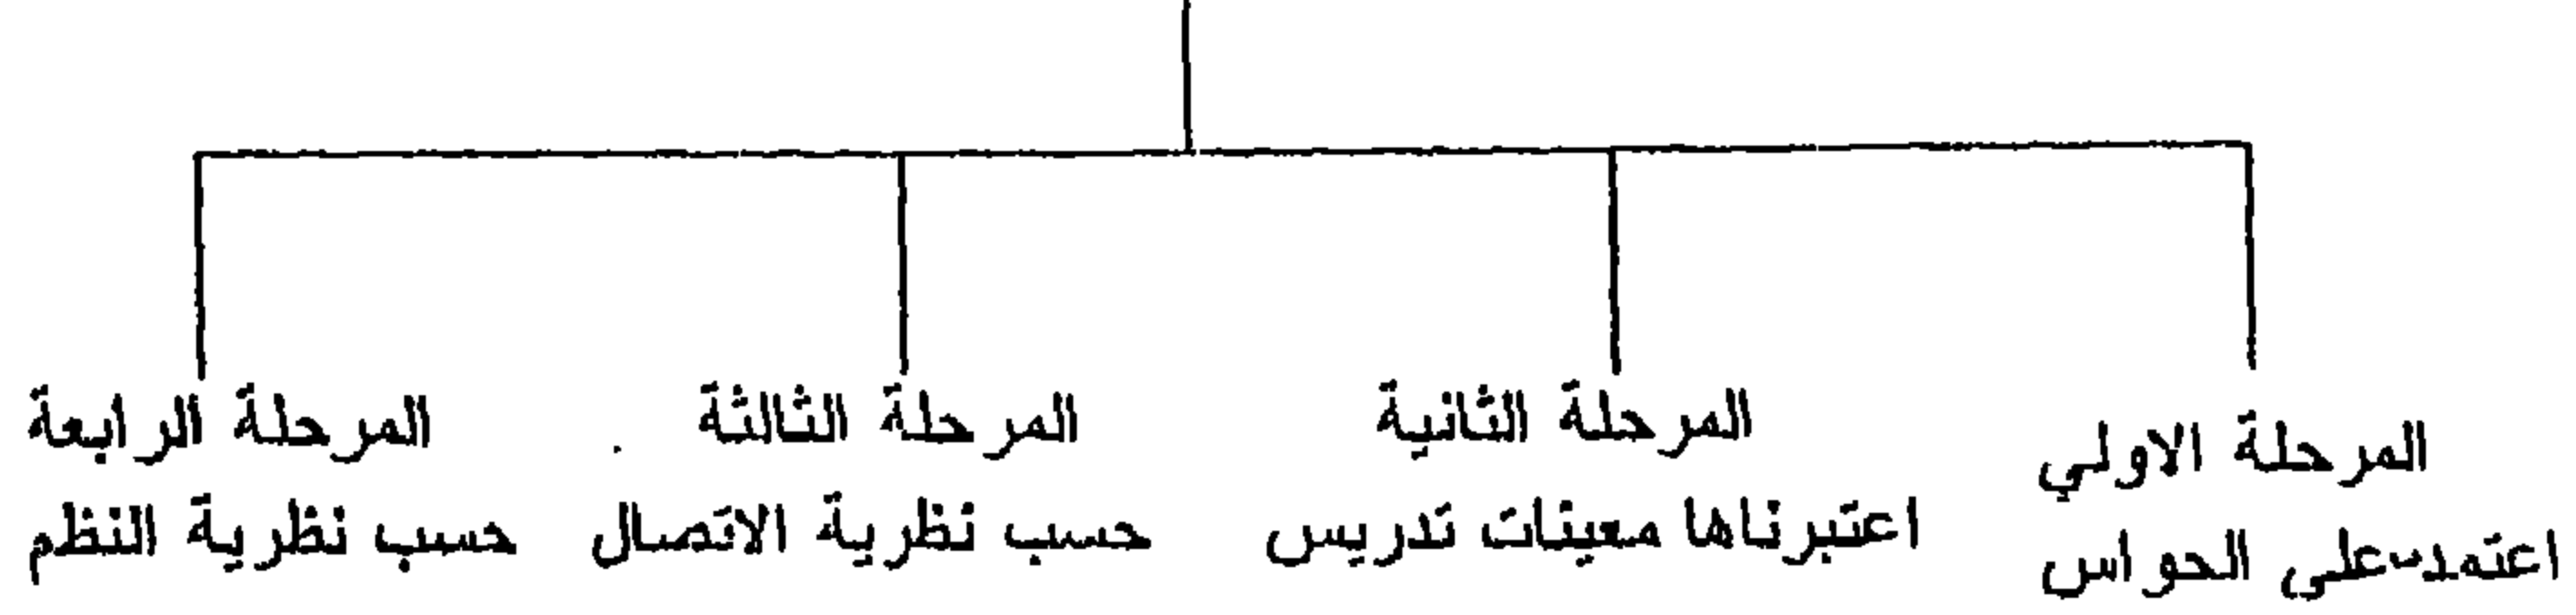 المرحلة الاولي
اعتمدت على الحواس
المرحلة الثانية
اعتبرناها معينات تدريس
المرحلة الثالثة
حسب نظرية الاتصال
المرحلة الرابعة
حسب نظرية النظم